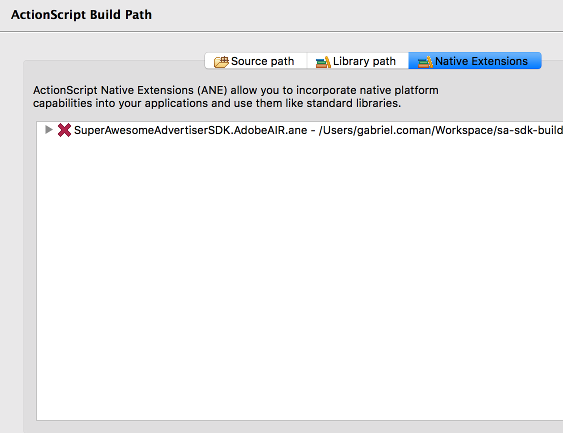 ActionScript Build Path
Source path
Library path
Native Extensions
ActionScript Native Extensions (ANE) allow you to incorporate native platform
capabilities into your applications and use them like standard libraries.
SuperAwesomeAdvertiserSDK.AdobeAIR.ane - /Users/gabriel.coman/Workspace/sa-sdk-build